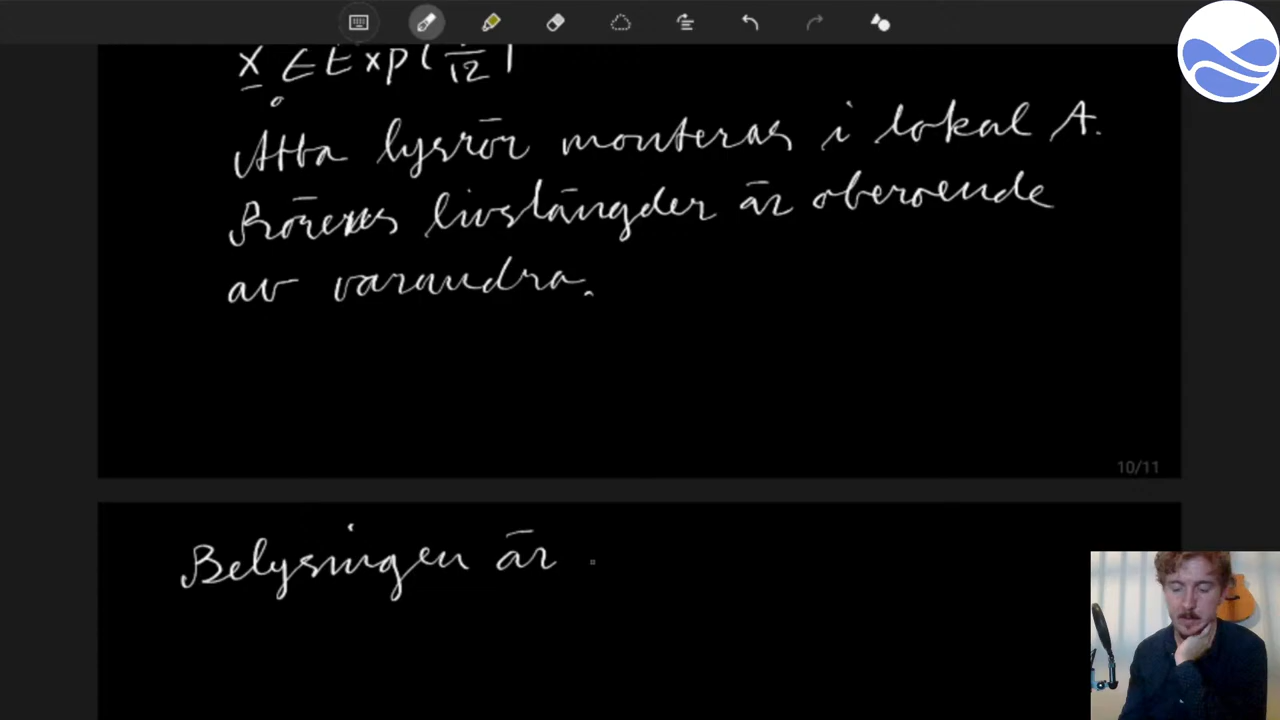 X ∈ Exp(1/12)
Åtta lysrör monteras i lokal A.
Rörens livslängder är oberoende
av varandra.
10/11
Belysningen är